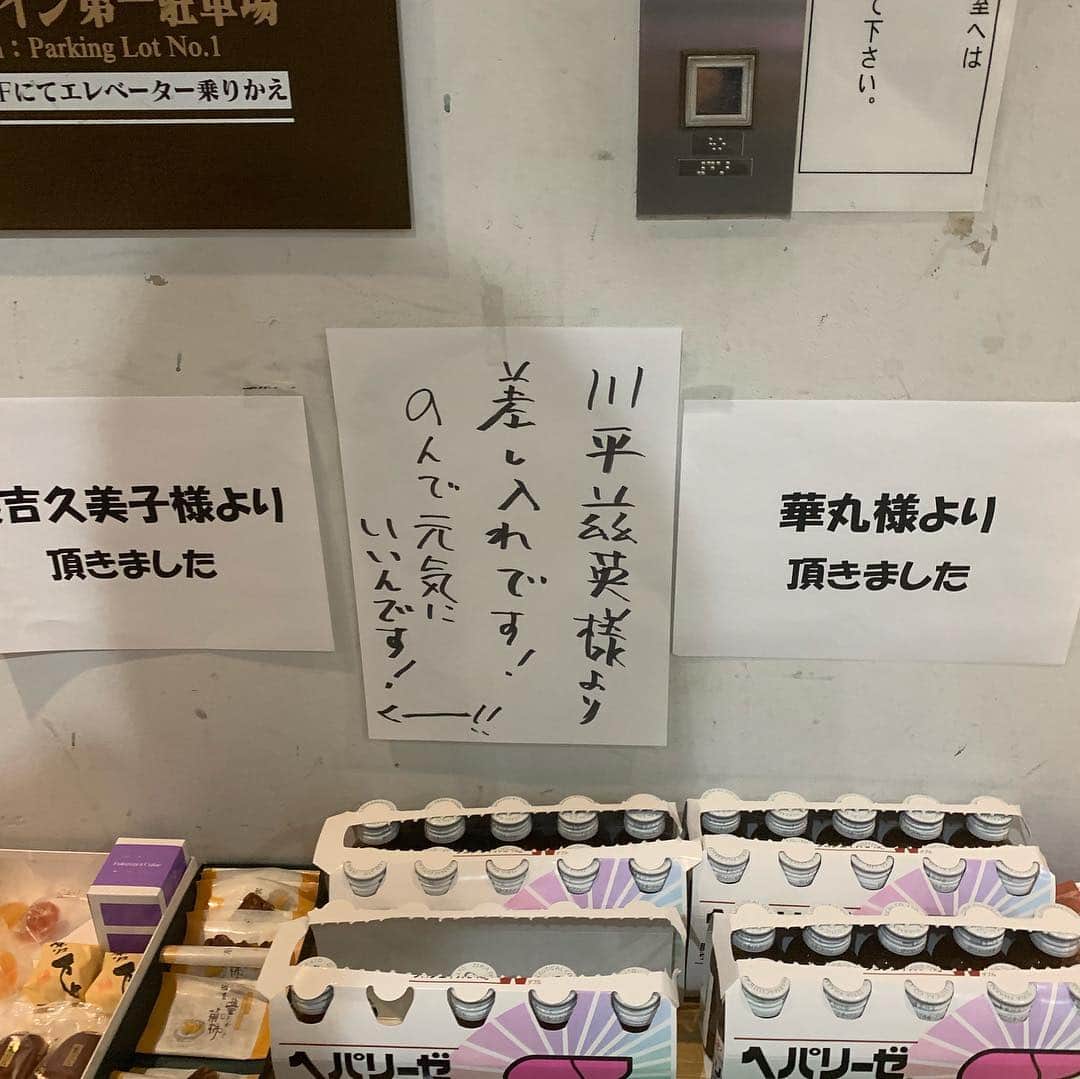 イン第一駐車場
: Parking Lot No.1
Fにてエレベーター乗りかえ
室へは
て下さい。
吉久美子様より
頂きました
川平慈英様より
差し入れです!
のんで元気に
いいんです!
くーー!!
華丸様より
頂きました
ヘパリーゼ
ヘパリーゼ